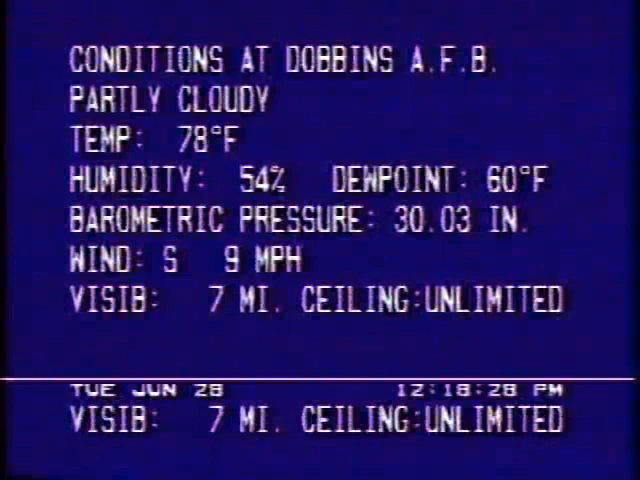 CONDITIONS AT DOBBINS A.F.B.
PARTLY CLOUDY
TEMP:  78°F
HUMIDITY:  54%   DEWPOINT: 60°F
BAROMETRIC PRESSURE: 30.03 IN.
WIND: S   9 MPH
VISIB:   7 MI. CEILING:UNLIMITED
TUE JUN 28   12:18:28 PM
VISIB:   7 MI. CEILING:UNLIMITED